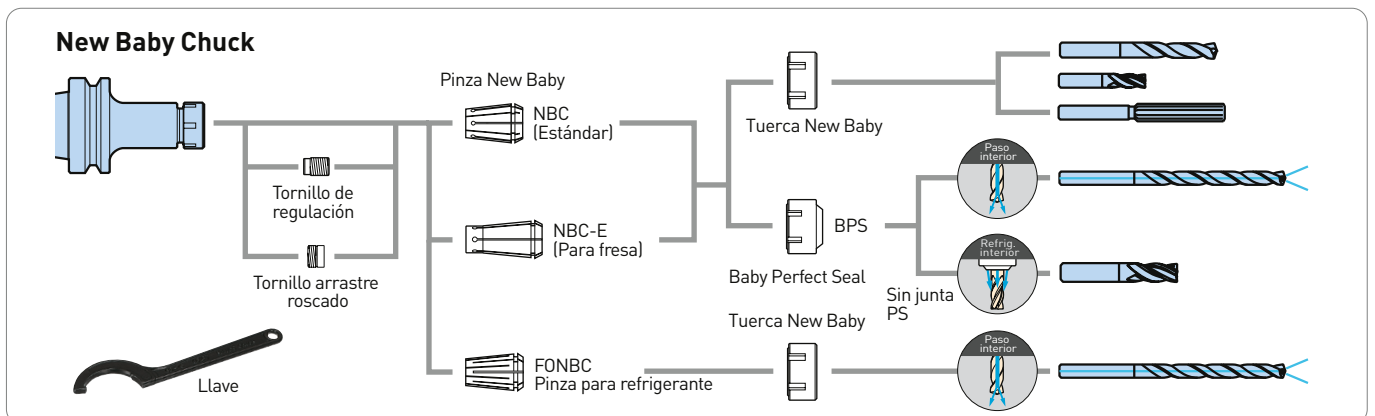 New Baby Chuck
Pinza New Baby
NBC
(Estándar)
Tornillo de
regulación
NBC-E
(Para fresa)
Tornillo arrastre
roscado
Llave
FONBC
Pinza para refrigerante
Tuerca New Baby
BPS
Baby Perfect Seal
Tuerca New Baby
Sin junta
PS
Paso
interior
Refrig.
interior
Paso
interior